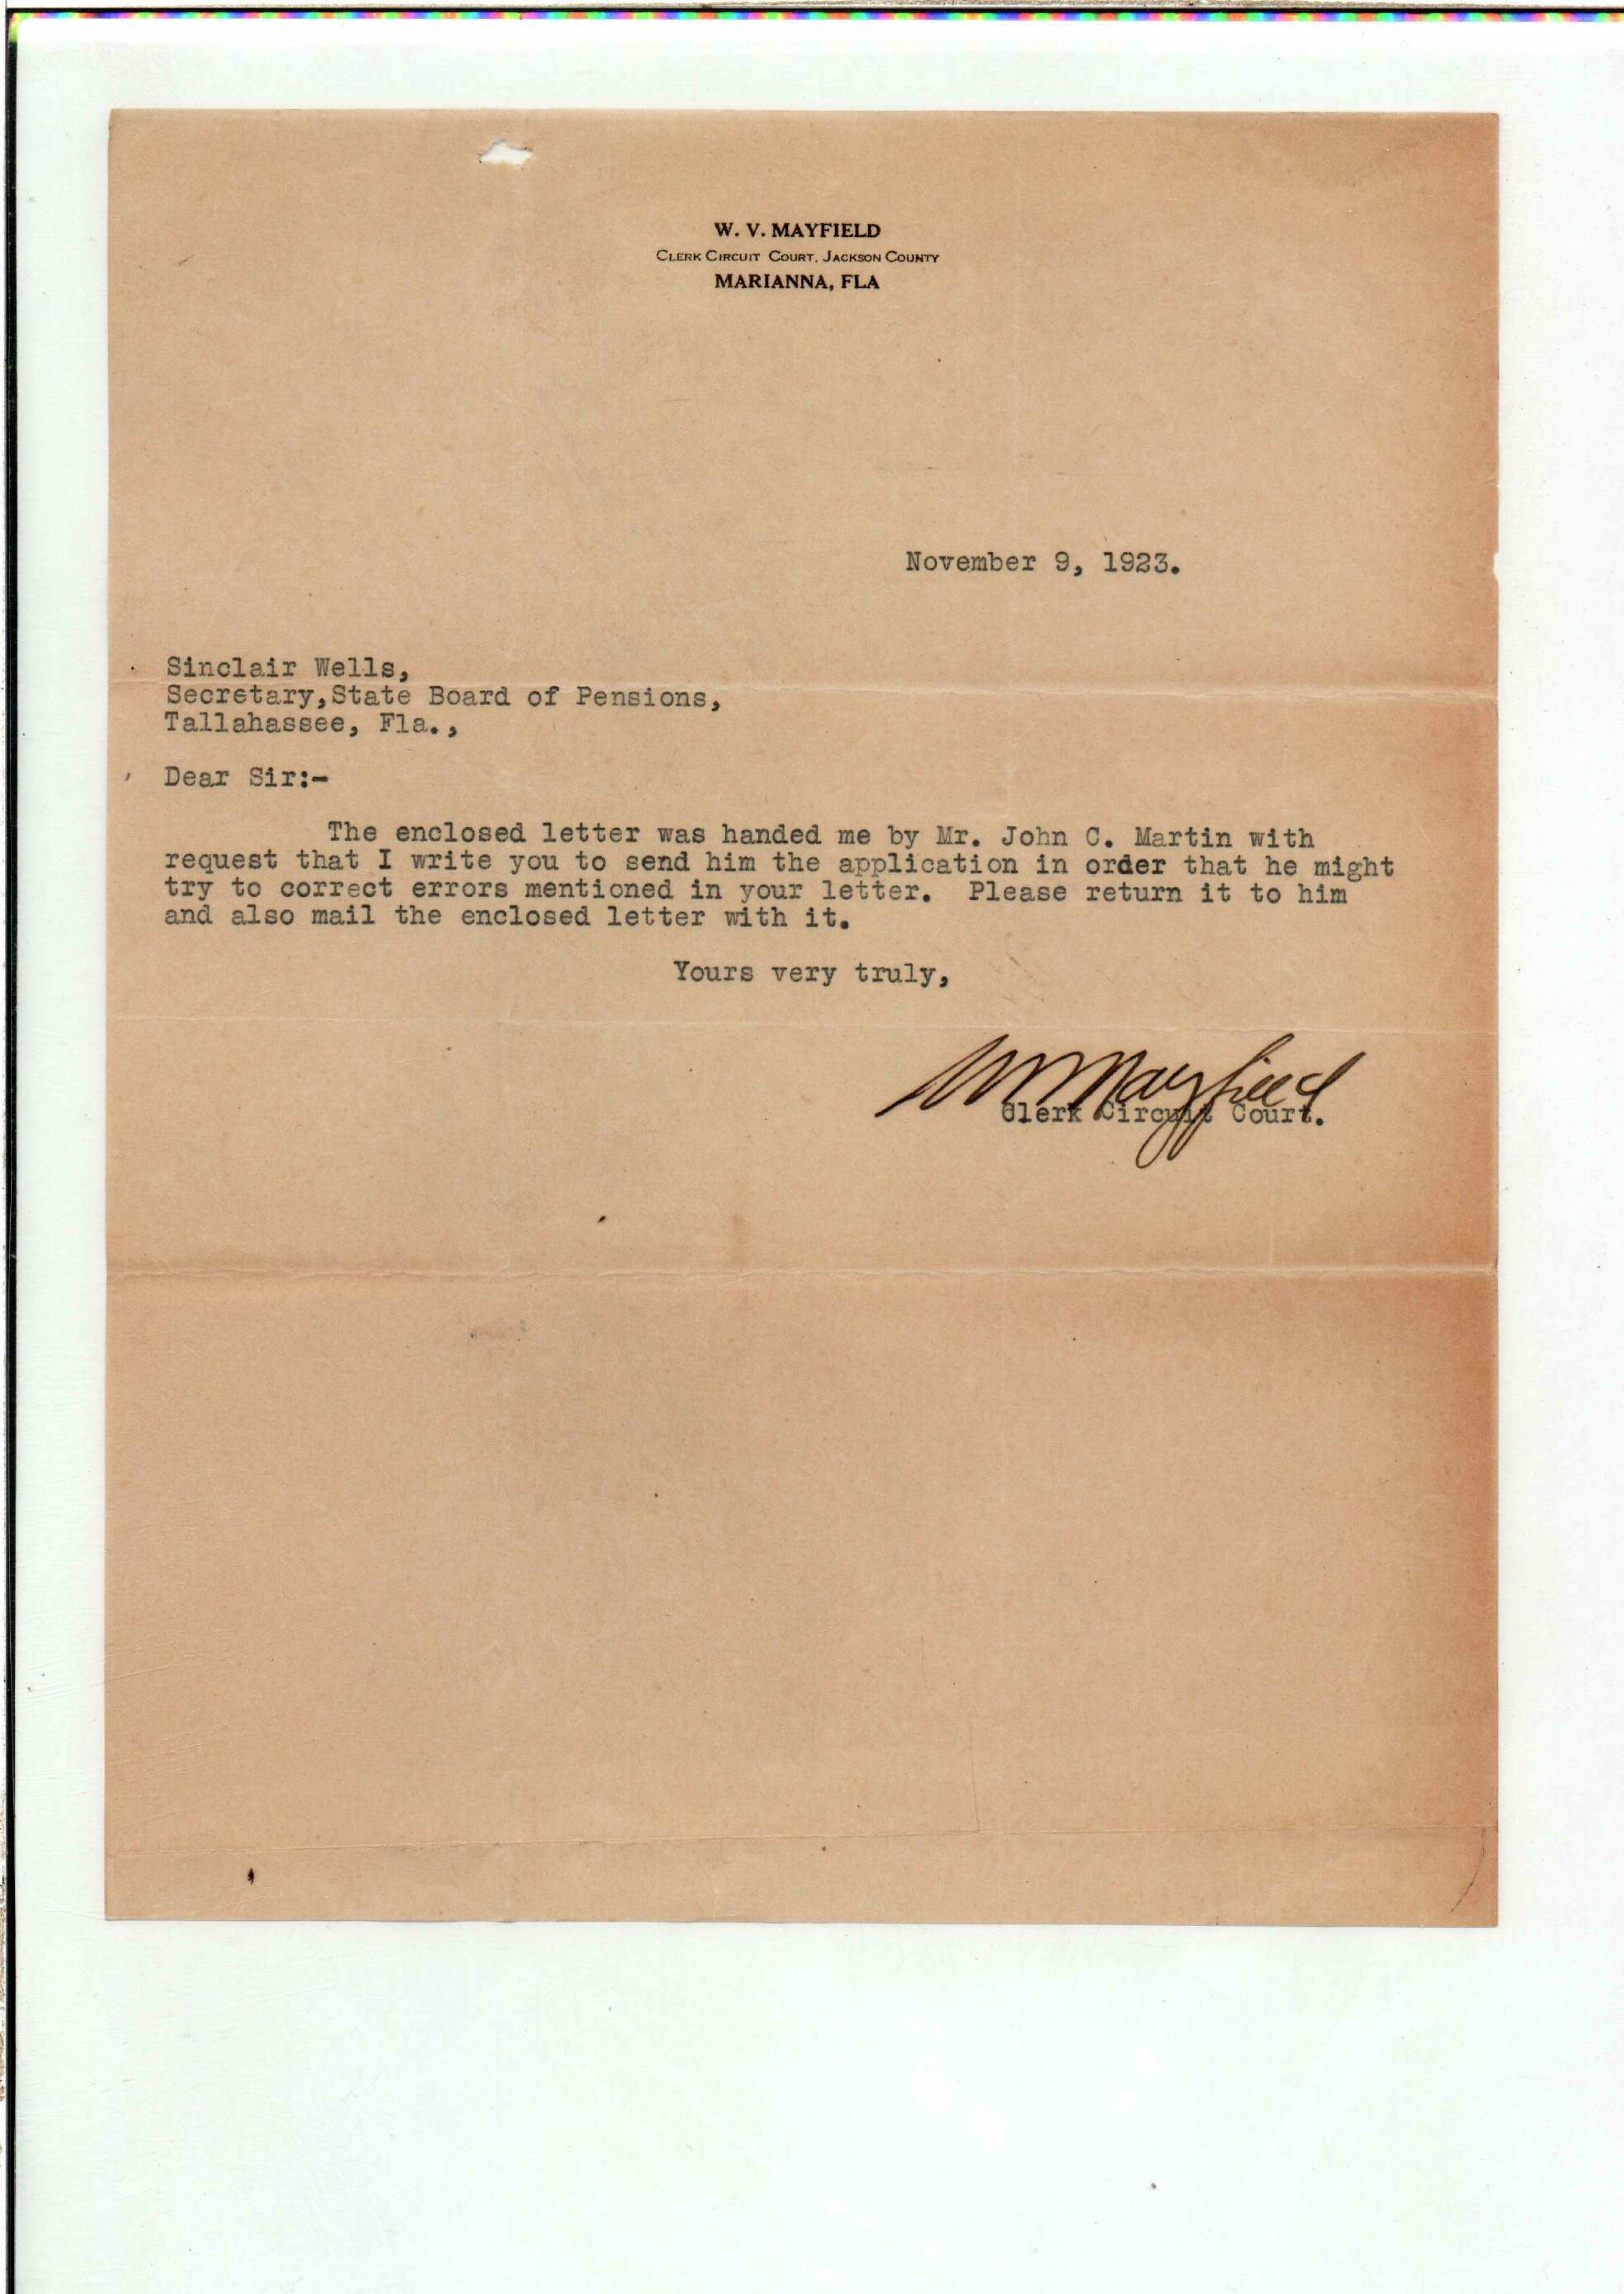 W. V. MAYFIELD
CLERK CIRCUIT COURT, JACKSON COUNTY
MARIANNA, FLA
November 9, 1923.
Sinclair Wells,
Secretary,State Board of Pensions,
Tallahassee, Fla.,
Dear Sir:-
The enclosed letter was handed me by Mr. John C. Martin with
request that I write you to send him the application in order that he might
try to correct errors mentioned in your letter. Please return it to him
and also mail the enclosed letter with it.
Yours very truly,
WVMayfield
Clerk Circuit Court.